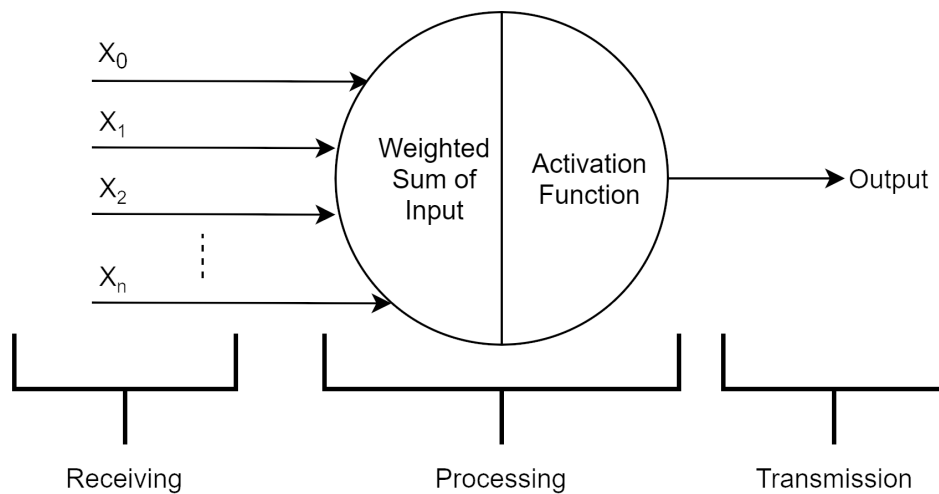 X0
X1
X2
Xn
Weighted
Sum of
Input
Activation
Function
Output
Receiving
Processing
Transmission